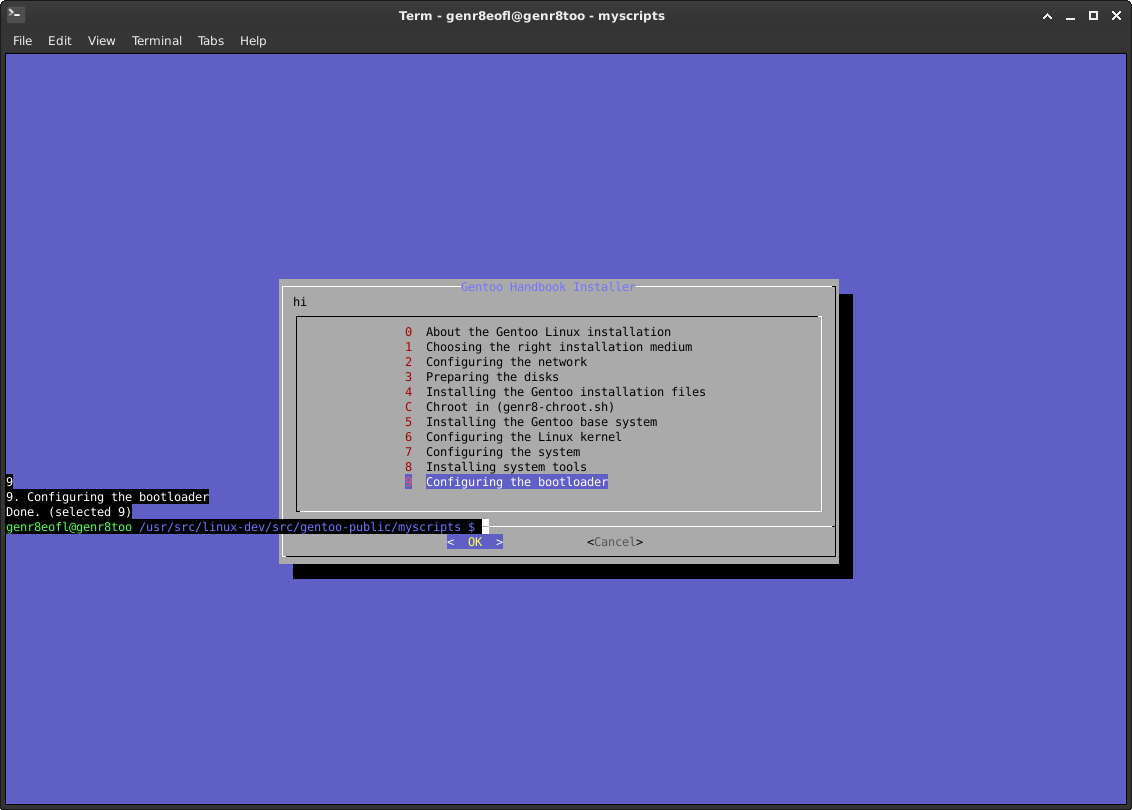 Term - genr8eofl@genr8too - myscripts
File Edit View Terminal Tabs Help
Gentoo Handbook Installer
hi
0 About the Gentoo Linux installation
1 Choosing the right installation medium
2 Configuring the network
3 Preparing the disks
4 Installing the Gentoo installation files
C Chroot in (genr8-chroot.sh)
5 Installing the Gentoo base system
6 Configuring the Linux kernel
7 Configuring the system
8 Installing system tools
9 Configuring the bootloader
9
9. Configuring the bootloader
Done. (selected 9)
genr8eofl@genr8too /usr/src/linux-dev/src/gentoo-public/myscripts $
< OK > <Cancel>